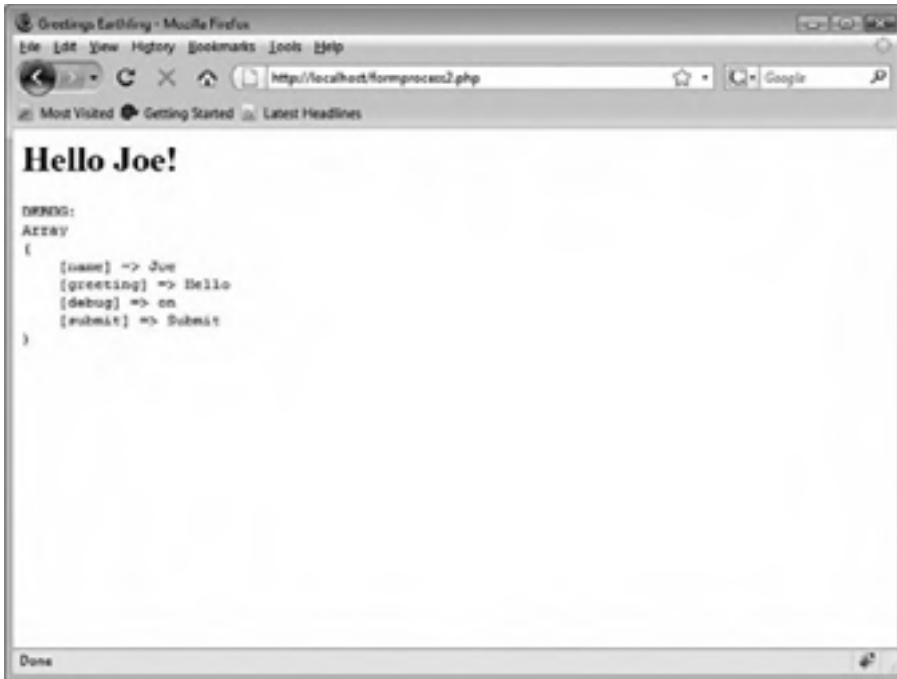 Greetings Earthling - Mozilla Firefox
File Edit View History Bookmarks Tools Help
http://localhost/formprocess2.php
Google
Most Visited Getting Started Latest Headlines
Hello Joe!
DEBUG:
Array
(
[name] => Joe
[greeting] => Hello
[debug] => on
[submit] => Submit
)
Done